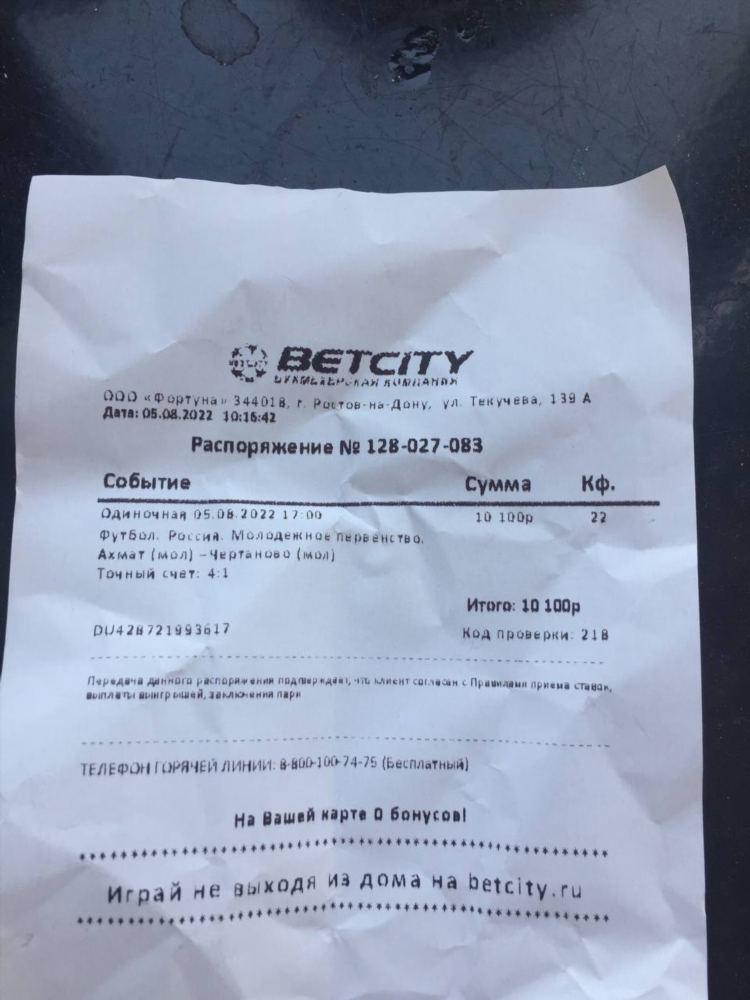 BETCITY
БУКМЕКЕРСКАЯ КОМПАНИЯ
ООО «Фортуна» 344018, г. Ростов-на-Дону, ул. Текучева, 139 А
Дата: 05.08.2022 10:16:42
Распоряжение № 128-027-083
Событие Сумма Кф.
Одиночная 05.08.2022 17:00 10 100р 22
Футбол. Россия. Молодежное первенство.
Ахмат (мол) –Чертаново (мол)
Точный счет: 4:1
Итого: 10 100р
DU428721993617 Код проверки: 218
Передача данного распоряжения подтверждает, что клиент согласен с Правилами приема ставок,
выплаты выигрышей, заключения пари
ТЕЛЕФОН ГОРЯЧЕЙ ЛИНИИ: 8-800-100-74-75 (Бесплатный)
На Вашей карте 0 бонусов!
Играй не выходя из дома на betcity.ru